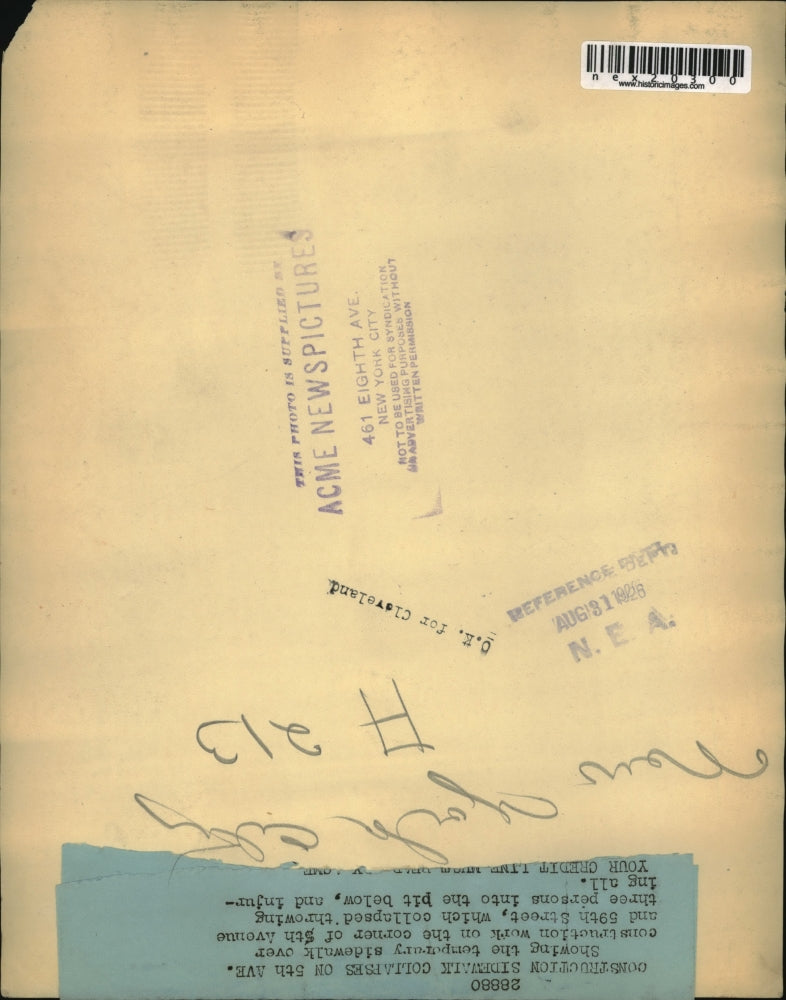 nex20300
www.historicimages.com
THIS PHOTO IS SUPPLIED BY
ACME NEWSPICTURES
461 EIGHTH AVE.
NEW YORK CITY
NOT TO BE USED FOR SYNDICATION
OR ADVERTISING PURPOSES WITHOUT
WRITTEN PERMISSION
REFERENCE DEPT.
AUG 31 1926
N. E. A.
O.K. for Cleveland
New York City
# 213
28880
CONSTRUCTION SIDEWALK COLLAPSES ON 5th AVE.
Showing the temprary sidewalk over
construction work on the corner of 5th Avenue
and 59th Street, which collapsed throwing
three persons into the pit below, and injur-
ing all.
YOUR CREDIT LINE MUST READ BY ACME